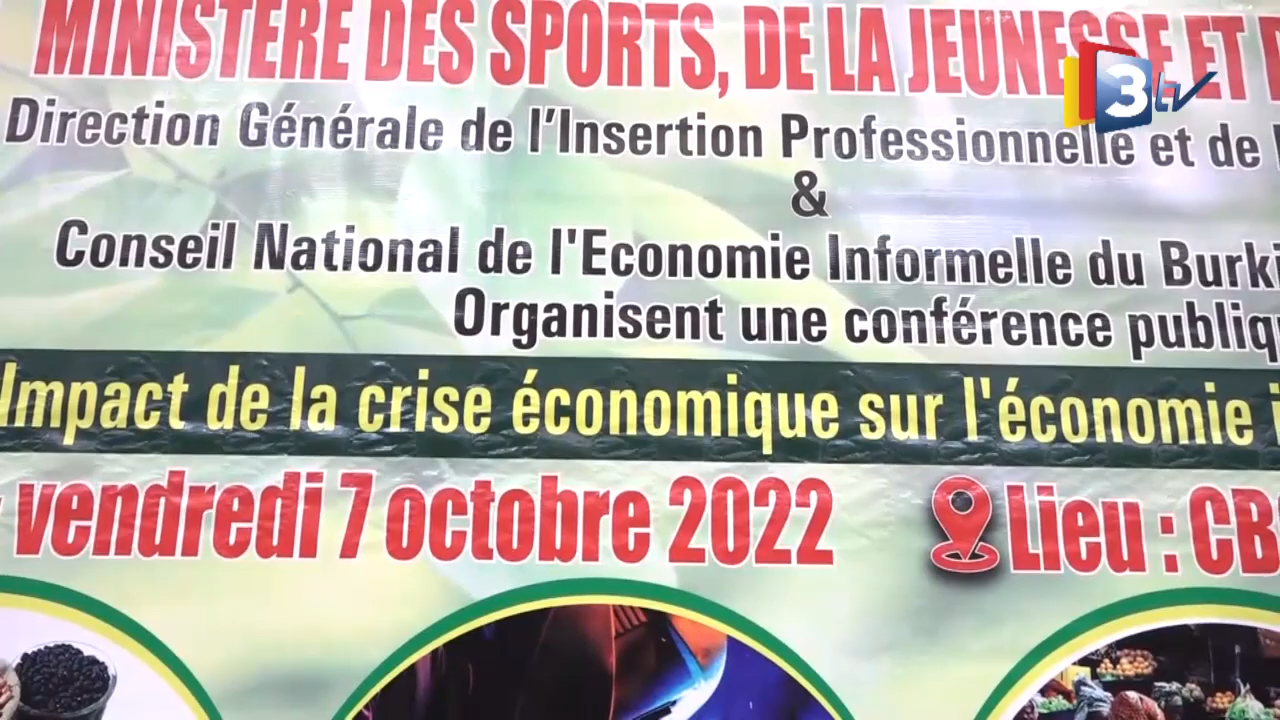 MINISTÈRE DES SPORTS, DE LA JEUNESSE ET
3tv
Direction Générale de l'Insertion Professionnelle et de
&
Conseil National de l'Economie Informelle du Burki
Organisent une conférence publiq
Impact de la crise économique sur l'économie i
vendredi 7 octobre 2022
Lieu : CB